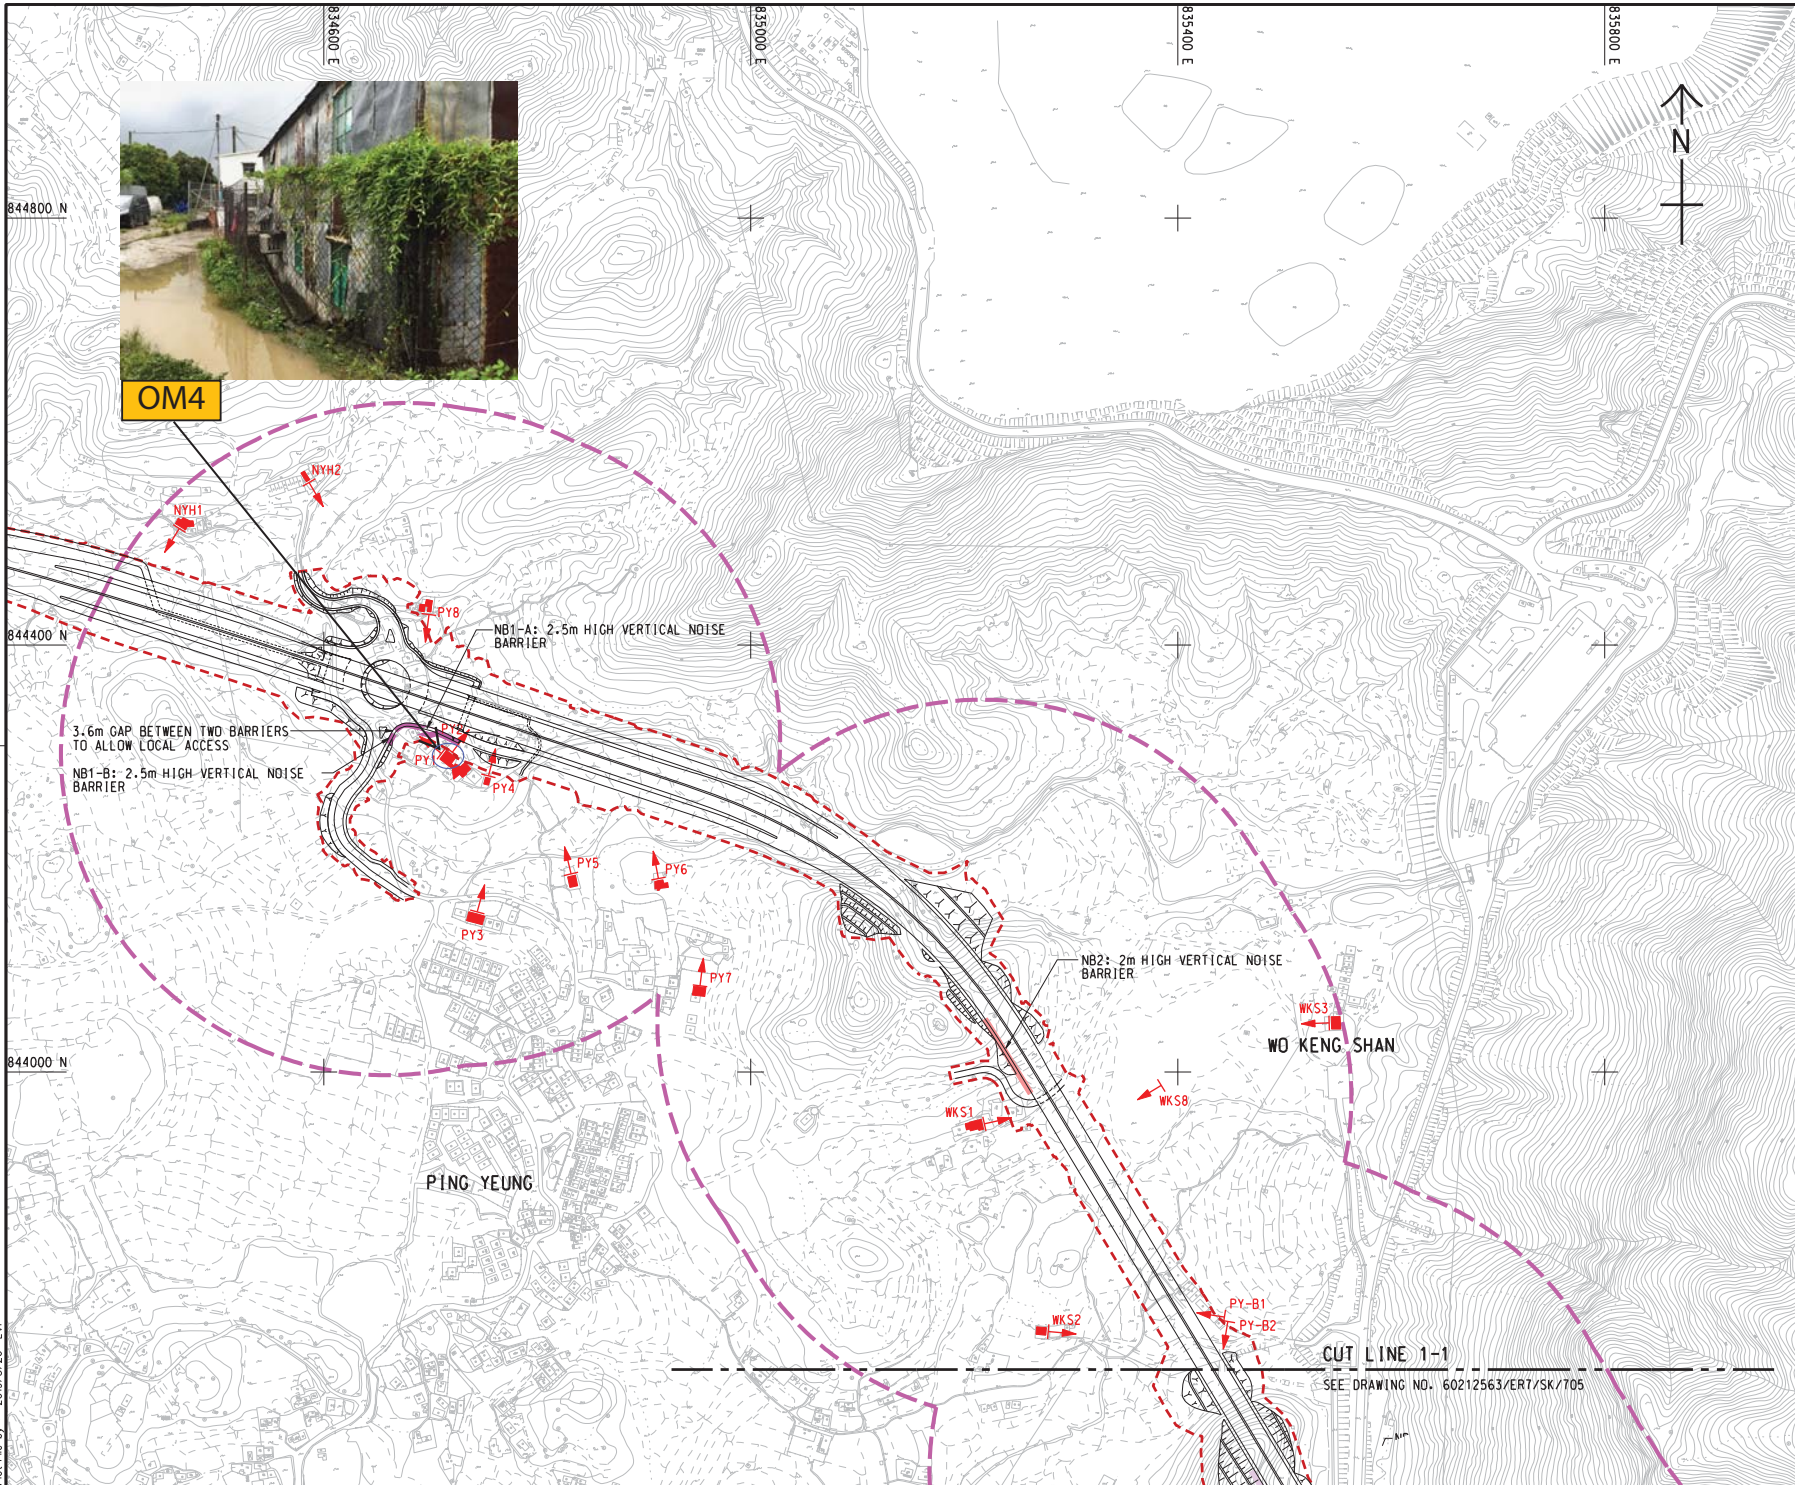 834600 E
835000 E
835400 E
835800 E
N
844800 N
OM4
NYH2
NYH1
PY8
844400 N
NB1-A: 2.5m HIGH VERTICAL NOISE
BARRIER
3.6m GAP BETWEEN TWO BARRIERS
TO ALLOW LOCAL ACCESS
PY2
PY
NB1-B: 2.5m HIGH VERTICAL NOISE
BARRIER
PY4
PY5
PY6
PY3
PY7
NB2: 2m HIGH VERTICAL NOISE
BARRIER
WKS3
WO KENG SHAN
844000 N
WKS8
WKS1
PING YEUNG
PY-B1
PY-B2
WKS2
CUT LINE 1-1
SEE DRAWING NO. 60212563/ER7/SK/705